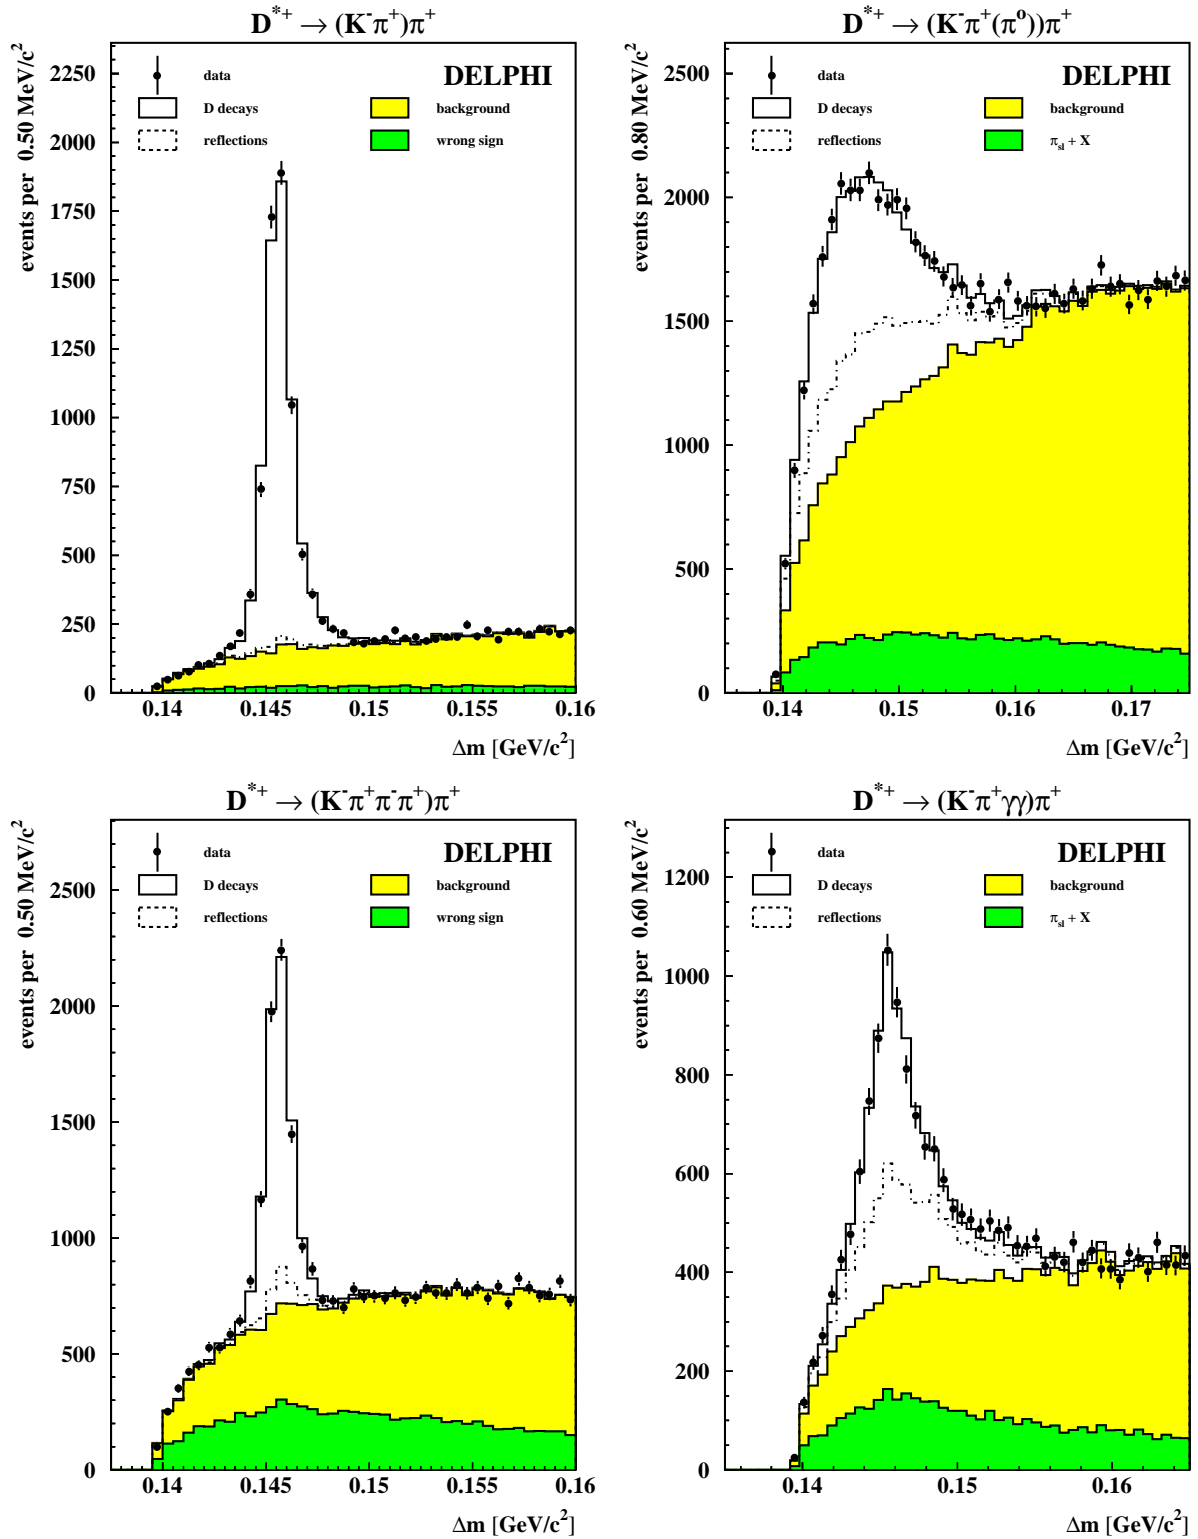 D*+ → (K-π+)π+
events per 0.50 MeV/c2
2250
2000
1750
1500
1250
1000
750
500
250
0
data
D decays
reflections
DELPHI
background
wrong sign
0.14
0.145
0.15
0.155
0.16
Δm [GeV/c2]
D*+ → (K-π+(πo))π+
events per 0.80 MeV/c2
2500
2000
1500
1000
500
0
data
D decays
reflections
DELPHI
background
πsl + X
0.14
0.15
0.16
0.17
Δm [GeV/c2]
D*+ → (K-π+π-π+)π+
events per 0.50 MeV/c2
2500
2000
1500
1000
500
0
data
D decays
reflections
DELPHI
background
wrong sign
0.14
0.145
0.15
0.155
0.16
Δm [GeV/c2]
D*+ → (K-π+γγ)π+
events per 0.60 MeV/c2
1200
1000
800
600
400
200
0
data
D decays
reflections
DELPHI
background
πsl + X
0.14
0.15
0.16
Δm [GeV/c2]